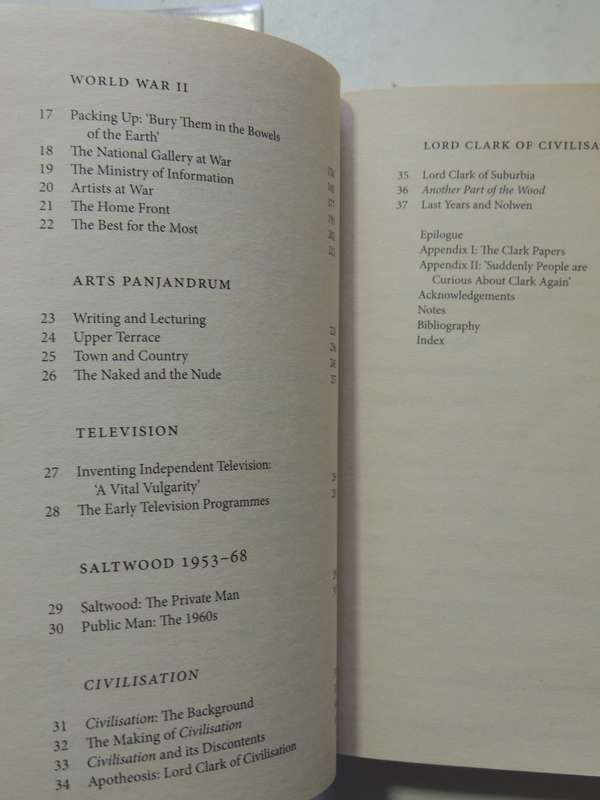 WORLD WAR II
17 Packing Up: 'Bury Them in the Bowels
of the Earth'
18 The National Gallery at War
19 The Ministry of Information
20 Artists at War
21 The Home Front
22 The Best for the Most
ARTS PANJANDRUM
23 Writing and Lecturing
24 Upper Terrace
25 Town and Country
26 The Naked and the Nude
TELEVISION
27 Inventing Independent Television:
'A Vital Vulgarity'
28 The Early Television Programmes
SALTWOOD 1953–68
29 Saltwood: The Private Man
30 Public Man: The 1960s
CIVILISATION
31 Civilisation: The Background
32 The Making of Civilisation
33 Civilisation and its Discontents
34 Apotheosis: Lord Clark of Civilisation
LORD CLARK OF CIVILISA
35 Lord Clark of Suburbia
36 Another Part of the Wood
37 Last Years and Nolwen
Epilogue
Appendix I: The Clark Papers
Appendix II: 'Suddenly People are
Curious About Clark Again'
Acknowledgements
Notes
Bibliography
Index